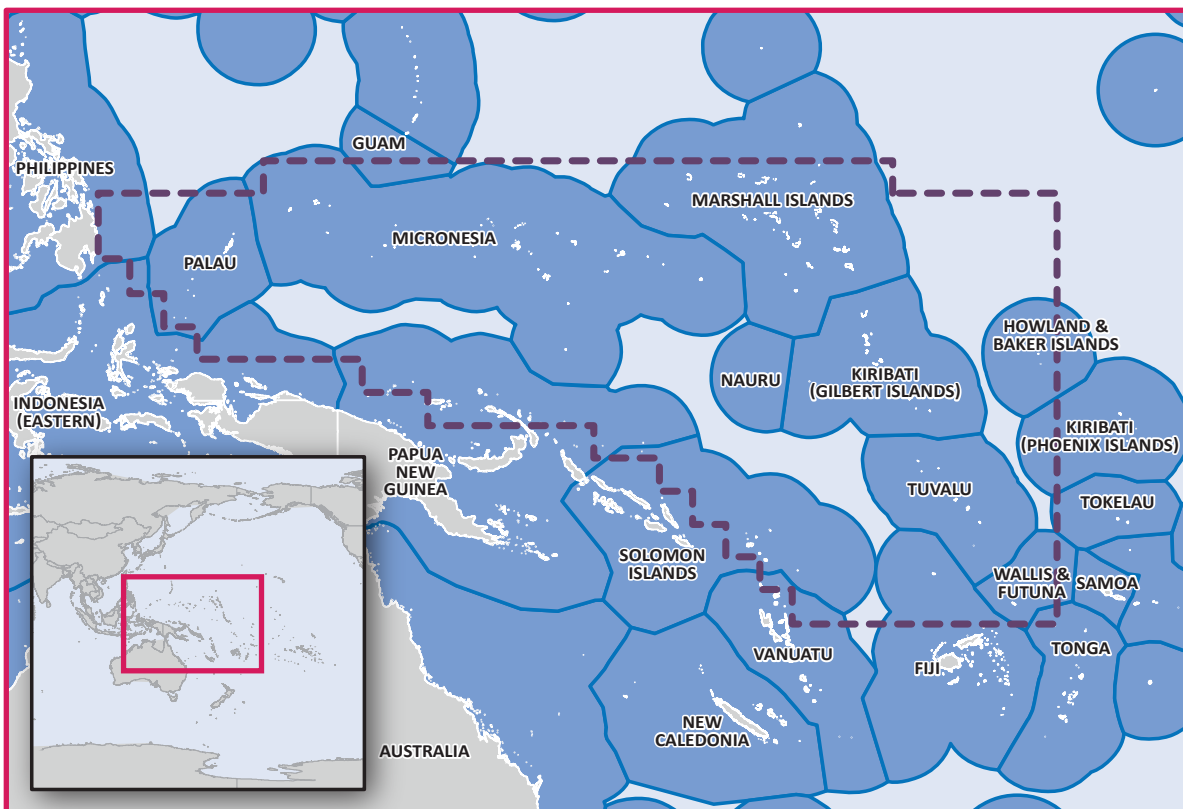 GUAM
PHILIPPINES
MARSHALL ISLANDS
MICRONESIA
PALAU
HOWLAND &
BAKER ISLANDS
NAURU
KIRIBATI
(GILBERT ISLANDS)
INDONESIA
(EASTERN)
KIRIBATI
(PHOENIX ISLANDS)
PAPUA
NEW
GUINEA
TUVALU
TOKELAU
SOLOMON
ISLANDS
WALLIS &
FUTUNA
SAMOA
VANUATU
FIJI
TONGA
NEW
CALEDONIA
AUSTRALIA